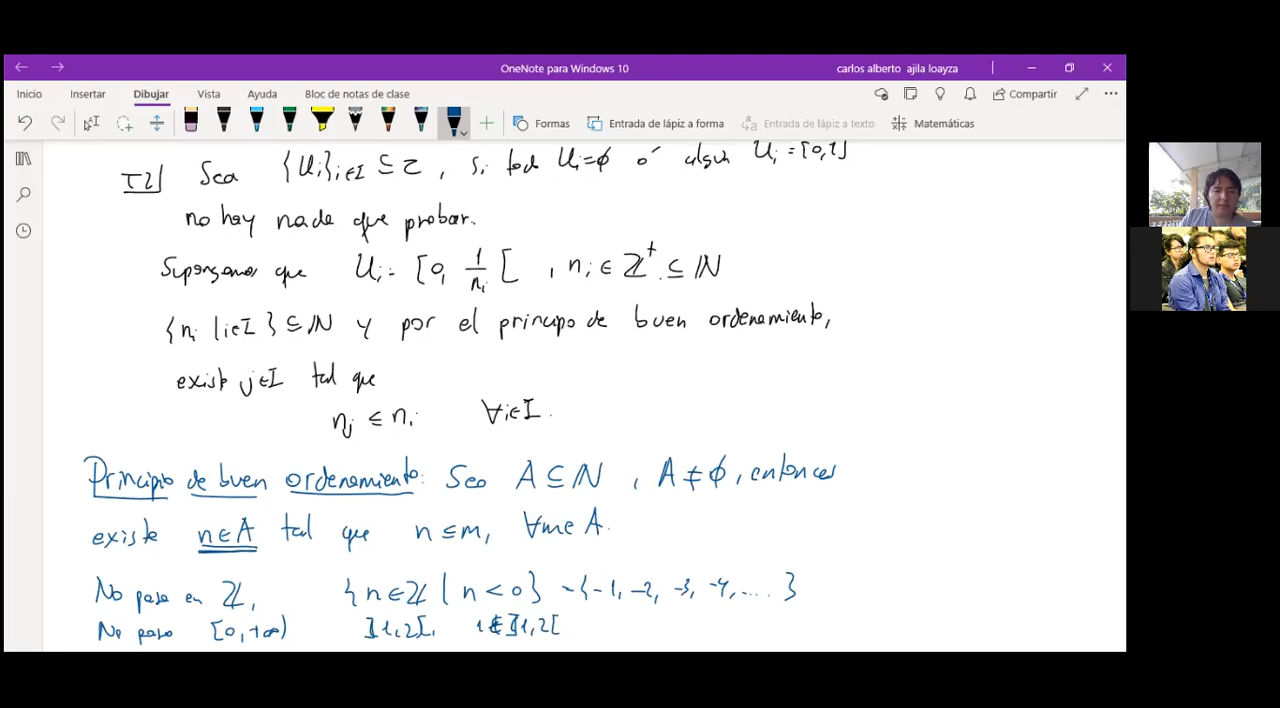 OneNote para Windows 10
carlos alberto ajila loayza
Inicio Insertar Dibujar Vista Ayuda Bloc de notas de clase
Compartir
Formas Entrada de lápiz a forma Entrada de lápiz a texto Matemáticas
T2| Sea {Ui}i∈I ⊆ τ, si todo Ui=ϕ ó algún Ui=[0,1]
no hay nada que probar.
Supongamos que Ui = [0, 1/ni [ , ni ∈ ℤ⁺ ⊆ ℕ
{ni | i∈I} ⊆ ℕ y por el principo de buen ordenamiento,
existe j∈I tal que
nj ≤ ni ∀i∈I.
Principio de buen ordenamiento: Sea A ⊆ ℕ, A ≠ ϕ, entonces
existe n∈A tal que n ≤ m, ∀m∈A.
No pasa en ℤ, {n∈ℤ | n<0} = {-1, -2, -3, -4, .... }
No pasa [0,+∞) ]1,2[, 1∉]1,2[